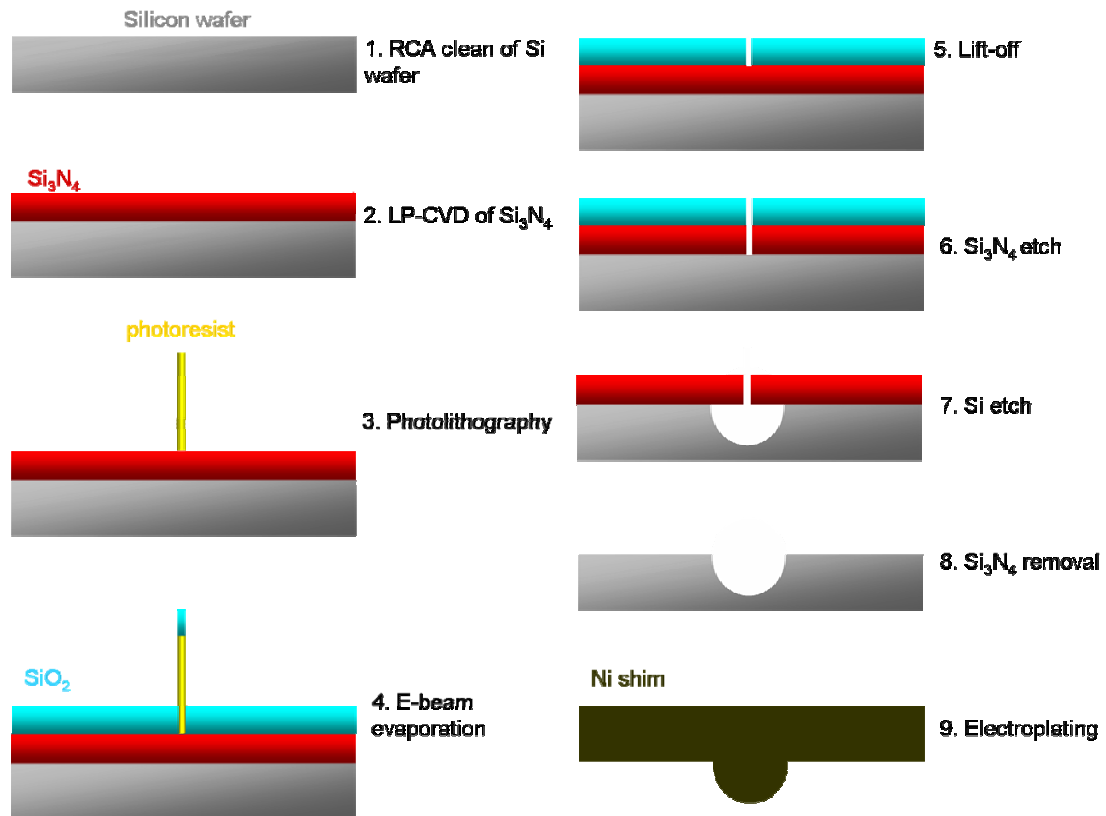 Silicon wafer
1. RCA clean of Si
wafer
Si₃N₄
2. LP-CVD of Si₃N₄
photoresist
3. Photolithography
SiO₂
4. E-beam
evaporation
5. Lift-off
6. Si₃N₄ etch
7. Si etch
8. Si₃N₄ removal
Ni shim
9. Electroplating